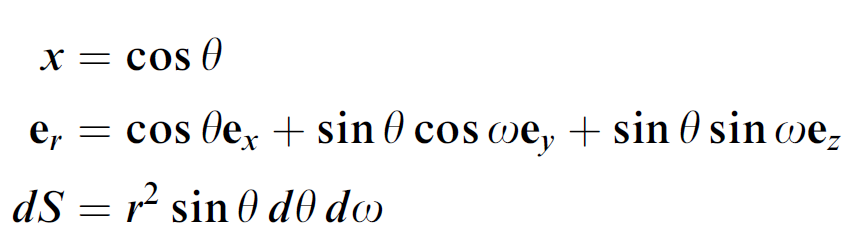 x = cos θ
e_r = cos θe_x + sin θ cos ωe_y + sin θ sin ωe_z
dS = r² sin θ dθ dω